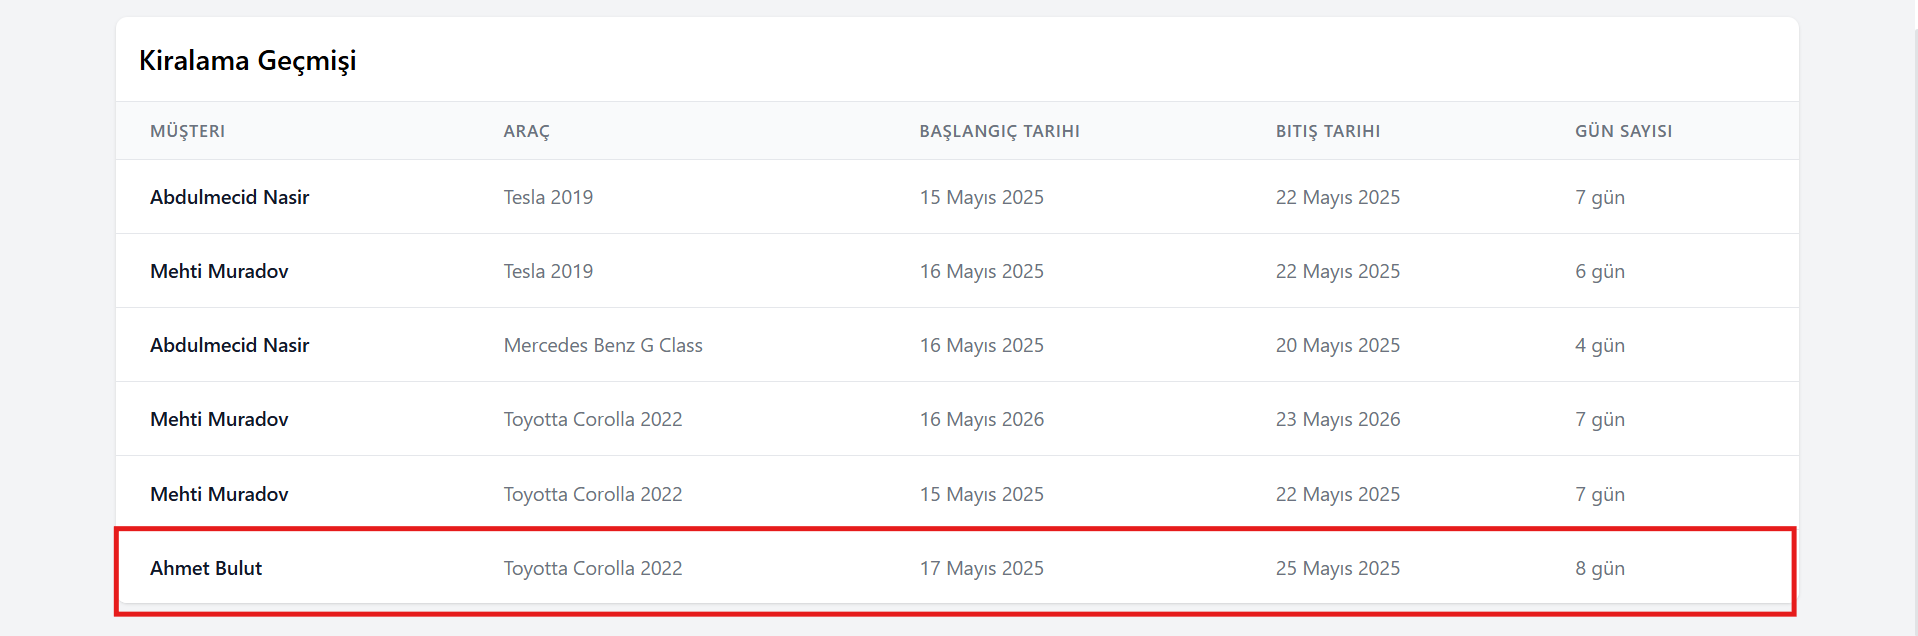 Kiralama Geçmişi
MÜŞTERI ARAÇ BAŞLANGIÇ TARIHI BITIŞ TARIHI GÜN SAYISI
Abdulmecid Nasir Tesla 2019 15 Mayıs 2025 22 Mayıs 2025 7 gün
Mehti Muradov Tesla 2019 16 Mayıs 2025 22 Mayıs 2025 6 gün
Abdulmecid Nasir Mercedes Benz G Class 16 Mayıs 2025 20 Mayıs 2025 4 gün
Mehti Muradov Toyotta Corolla 2022 16 Mayıs 2026 23 Mayıs 2026 7 gün
Mehti Muradov Toyotta Corolla 2022 15 Mayıs 2025 22 Mayıs 2025 7 gün
Ahmet Bulut Toyotta Corolla 2022 17 Mayıs 2025 25 Mayıs 2025 8 gün